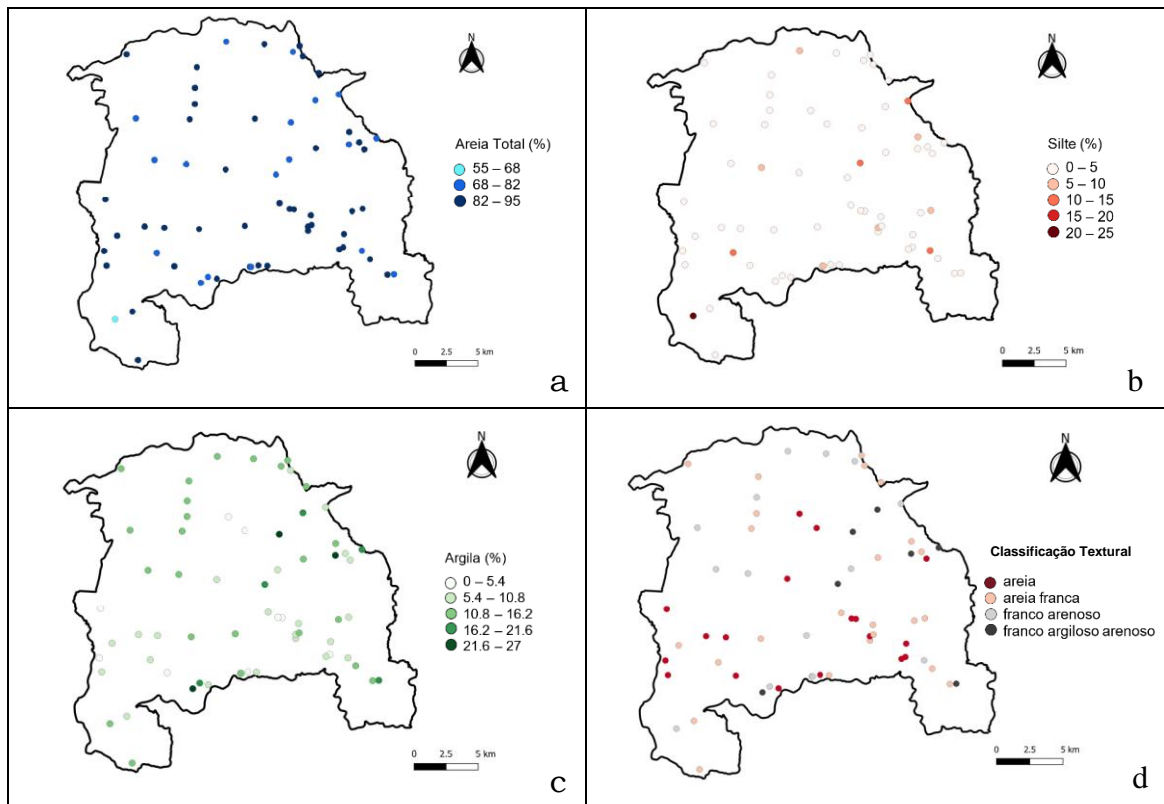 N
Areia Total (%)
55 – 68
68 – 82
82 – 95
0 2.5 5 km
a
N
Silte (%)
0 – 5
5 – 10
10 – 15
15 – 20
20 – 25
0 2.5 5 km
b
N
Argila (%)
0 – 5.4
5.4 – 10.8
10.8 – 16.2
16.2 – 21.6
21.6 – 27
0 2.5 5 km
c
N
Classificação Textural
areia
areia franca
franco arenoso
franco argiloso arenoso
0 2.5 5 km
d